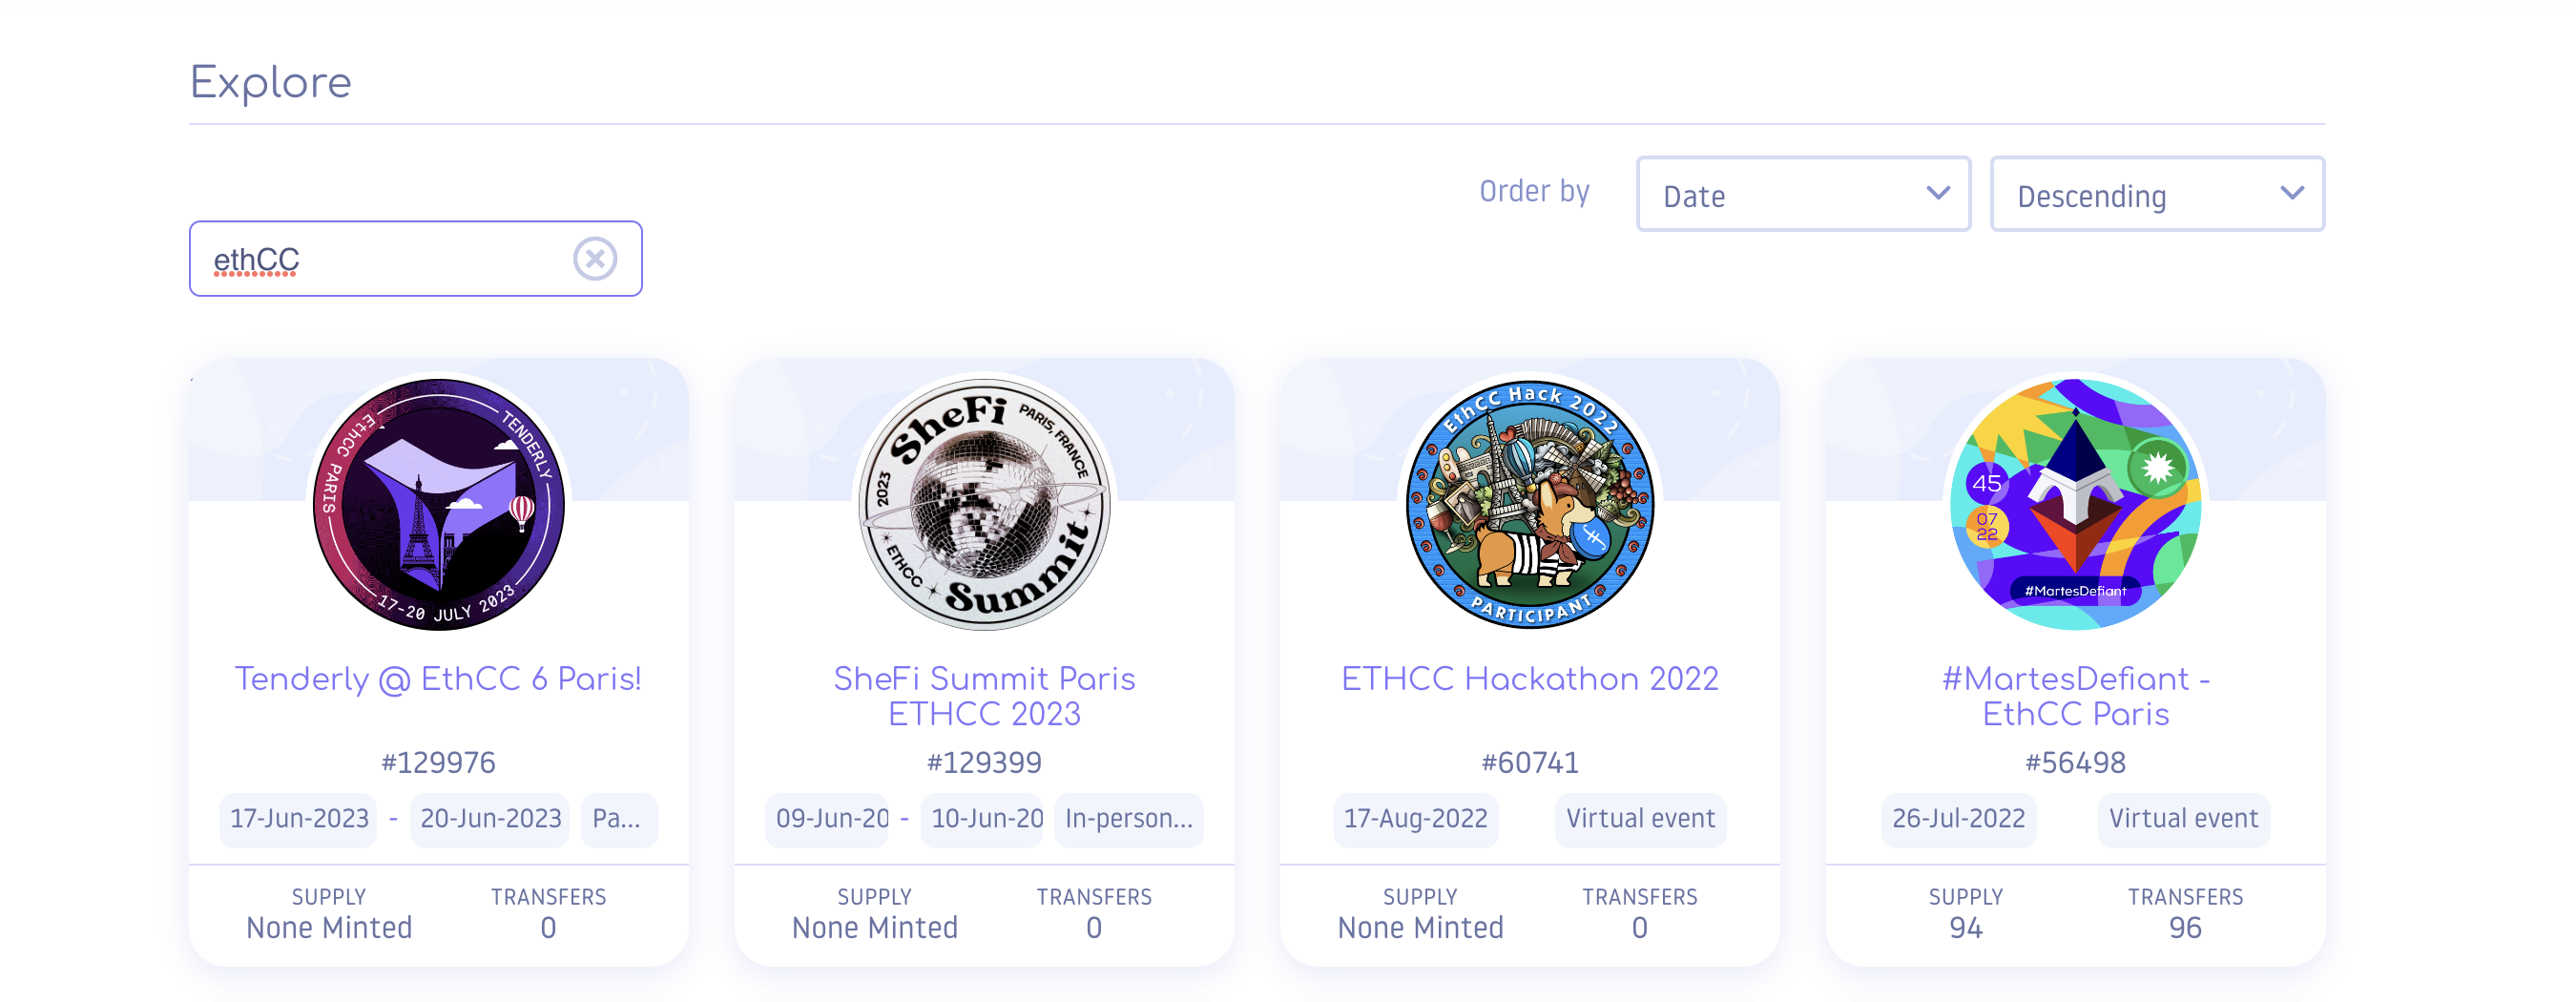 Explore
Order by
Date
Descending
ethCC
EthCC PARIS
TENDERLY
17-20 JULY 2023
SheFi
PARIS, FRANCE
2023
ETHCC
Summit
EthCC Hack 2022
PARTICIPANT
45
07
22
#MartesDefiant
Tenderly @ EthCC 6 Paris!
#129976
17-Jun-2023 - 20-Jun-2023 Pa...
SUPPLY TRANSFERS
None Minted 0
SheFi Summit Paris
ETHCC 2023
#129399
09-Jun-20 - 10-Jun-20 In-person...
SUPPLY TRANSFERS
None Minted 0
ETHCC Hackathon 2022
#60741
17-Aug-2022 Virtual event
SUPPLY TRANSFERS
None Minted 0
#MartesDefiant -
EthCC Paris
#56498
26-Jul-2022 Virtual event
SUPPLY TRANSFERS
94 96